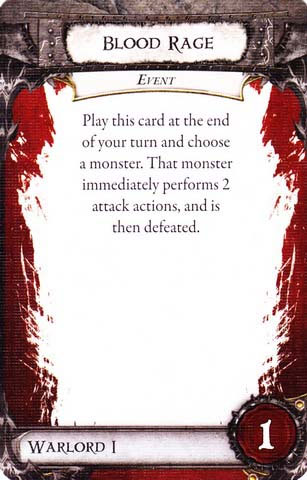 Blood Rage
Event
Play this card at the end
of your turn and choose
a monster. That monster
immediately performs 2
attack actions, and is
then defeated.
Warlord I
1